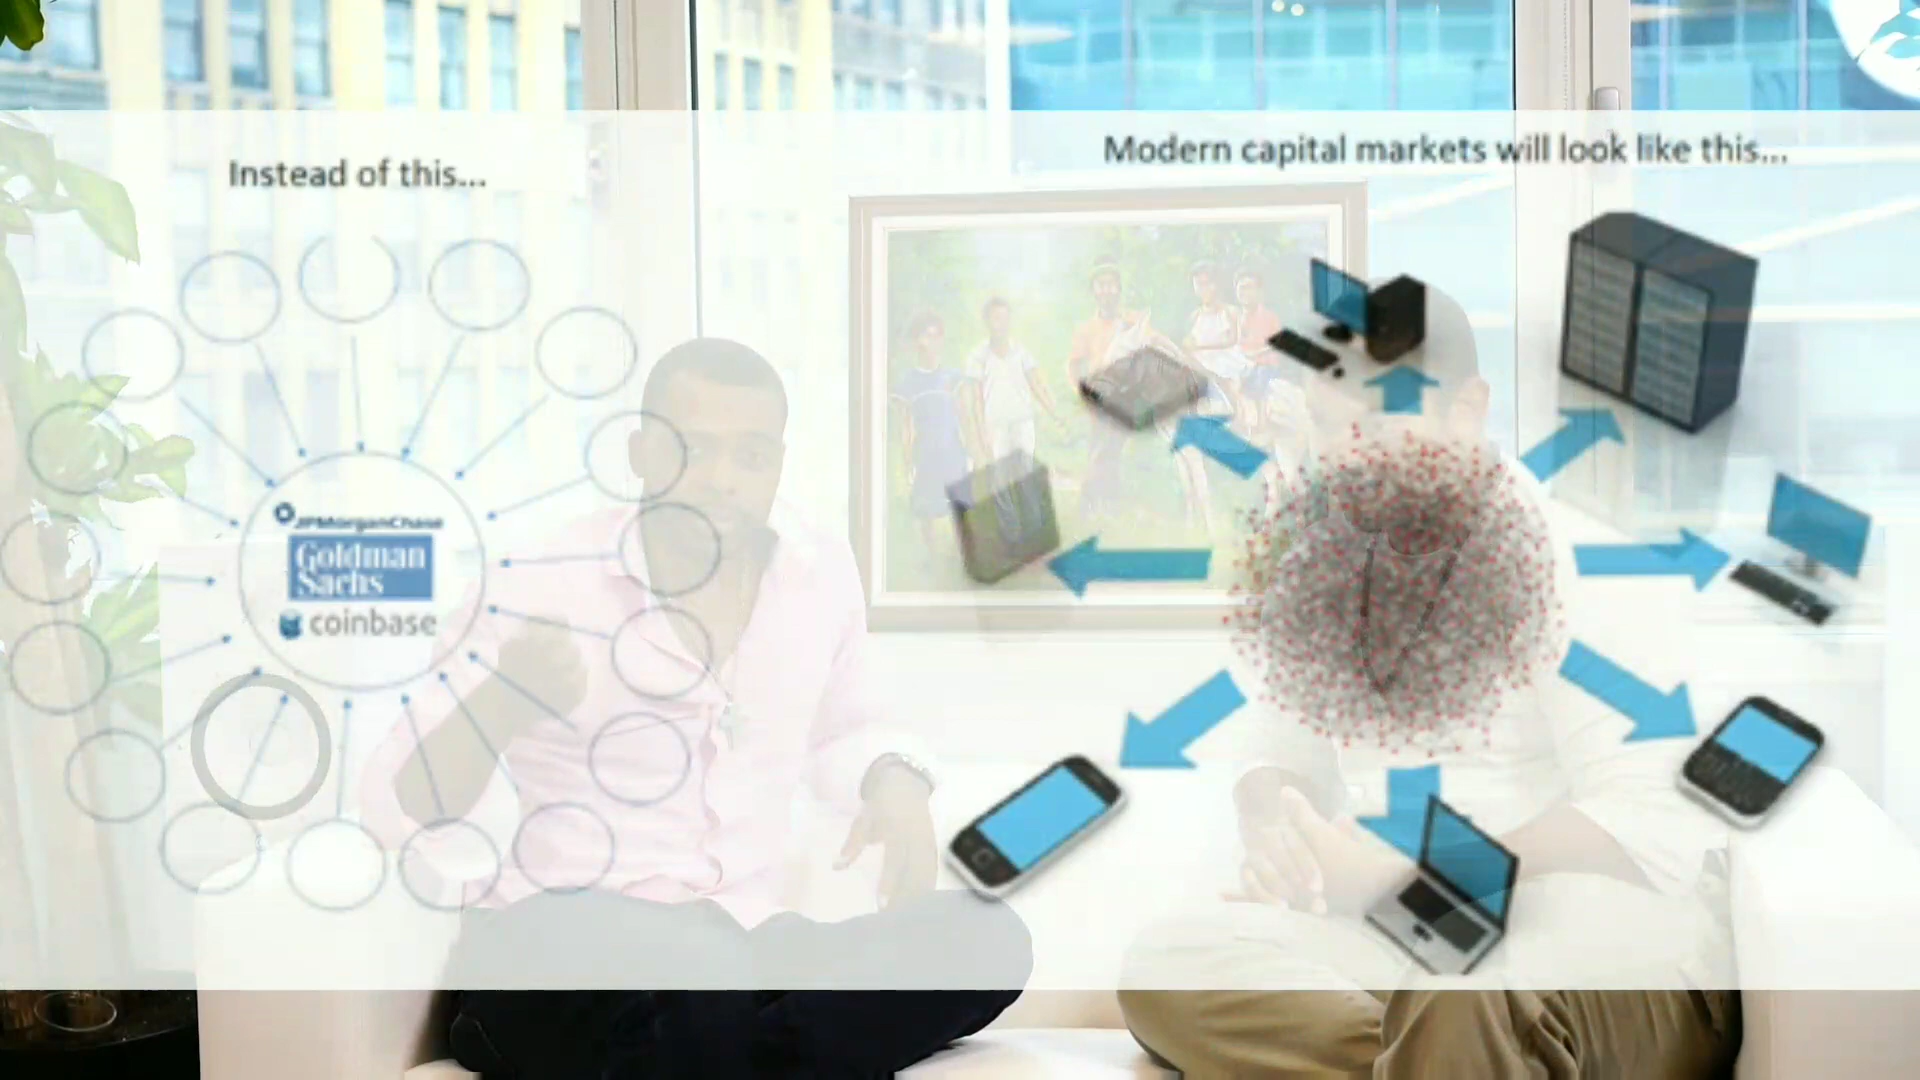 Instead of this...
Modern capital markets will look like this...
JPMorganChase
Goldman
Sachs
coinbase